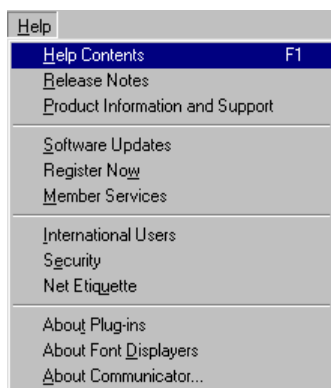 Help
Help Contents F1
Release Notes
Product Information and Support
Software Updates
Register Now
Member Services
International Users
Security
Net Etiquette
About Plug-ins
About Font Displayers
About Communicator...